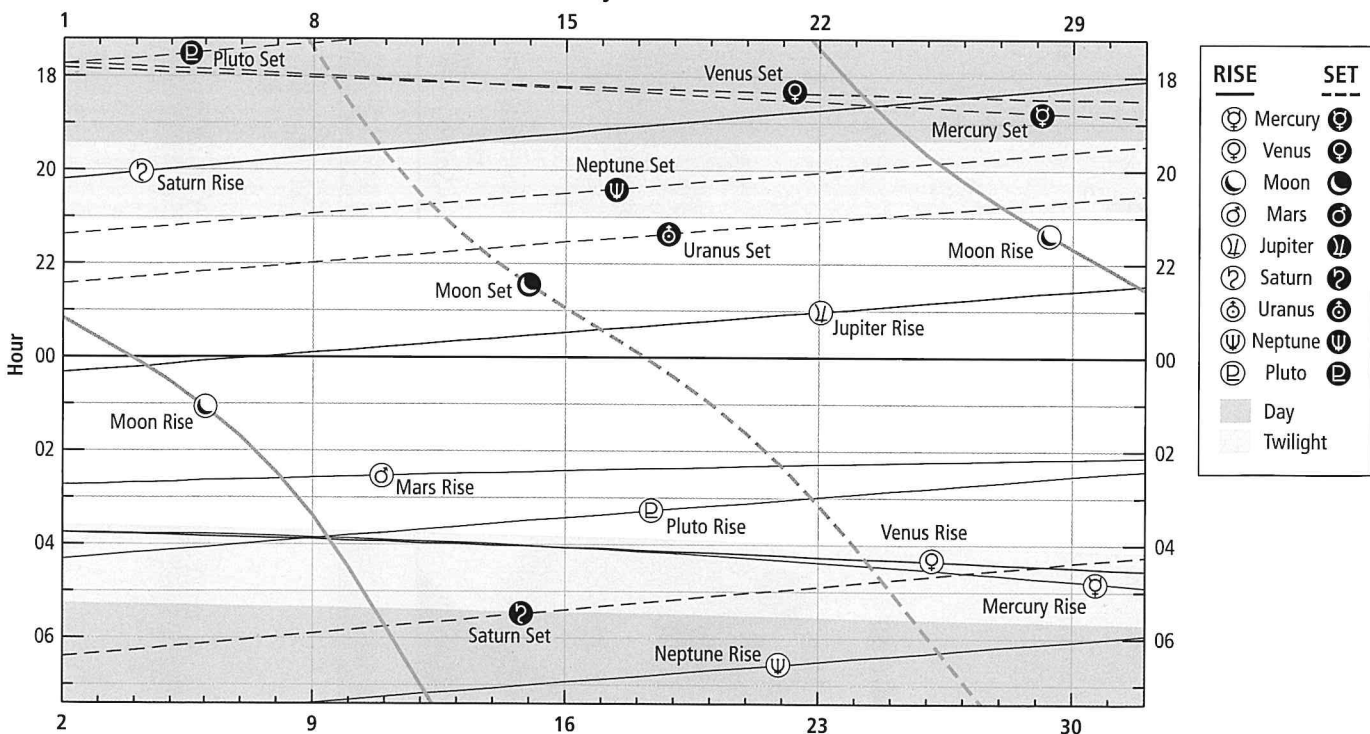 1 8 15 22 29
Pluto Set
Venus Set
18 18
Mercury Set
Neptune Set
20 20
Saturn Rise
Uranus Set
Moon Rise
22 22
Moon Set
Jupiter Rise
Hour
00 00
Moon Rise
02 02
Mars Rise
Pluto Rise
Venus Rise
04 04
Mercury Rise
Saturn Set
06 06
Neptune Rise
2 9 16 23 30
RISE SET
Mercury
Venus
Moon
Mars
Jupiter
Saturn
Uranus
Neptune
Pluto
Day
Twilight